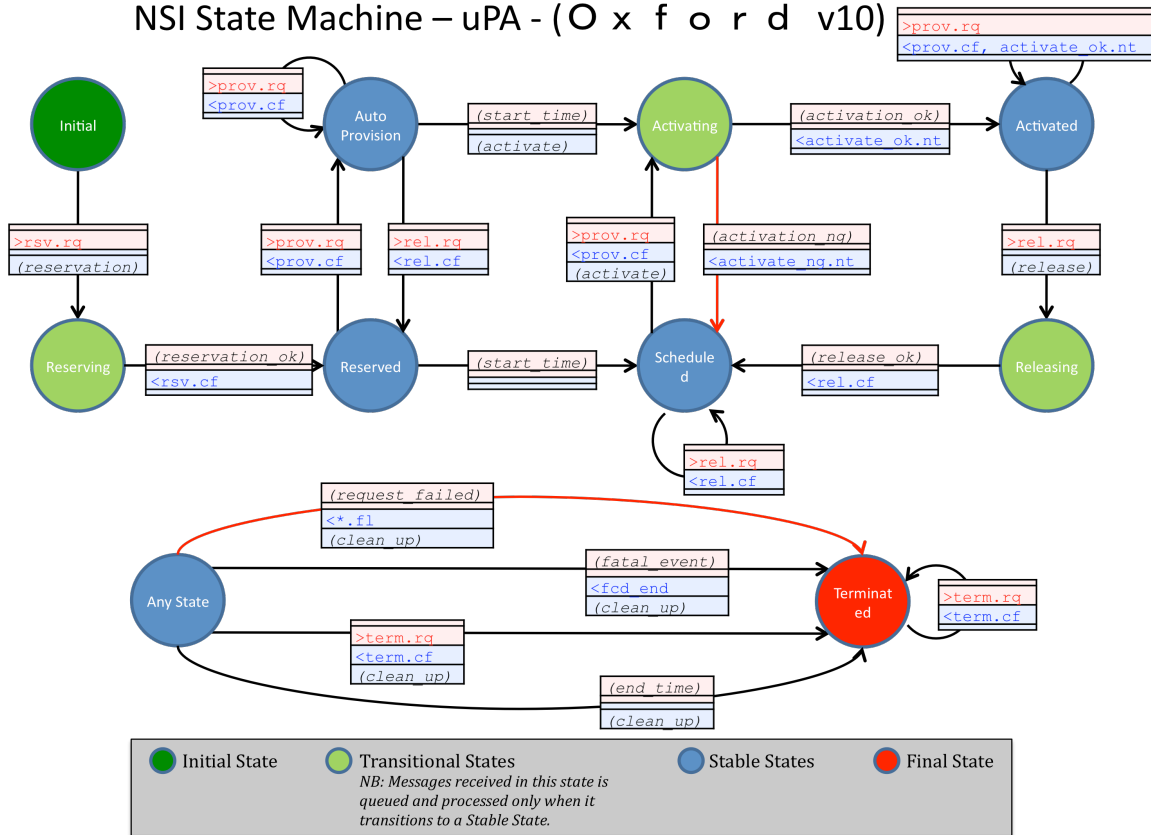 NSI State Machine – uPA - (Oxford v10)
>prov.rq
<prov.cf, activate_ok.nt
Initial
>prov.rq
<prov.cf
Auto
Provision
(start_time)
(activate)
Activating
(activation_ok)
<activate_ok.nt
Activated
>rsv.rq
(reservation)
>prov.rq
<prov.cf
>rel.rq
<rel.cf
>prov.rq
<prov.cf
(activate)
(activation_ng)
<activate_ng.nt
>rel.rq
(release)
Reserving
(reservation_ok)
<rsv.cf
Reserved
(start_time)
Schedule
d
(release_ok)
<rel.cf
Releasing
>rel.rq
<rel.cf
(request_failed)
<*.fl
(clean_up)
Any State
(fatal_event)
<fcd_end
(clean_up)
Terminat
ed
>term.rq
<term.cf
>term.rq
<term.cf
(clean_up)
(end_time)
(clean_up)
Initial State
Transitional States
NB: Messages received in this state is
queued and processed only when it
transitions to a Stable State.
Stable States
Final State